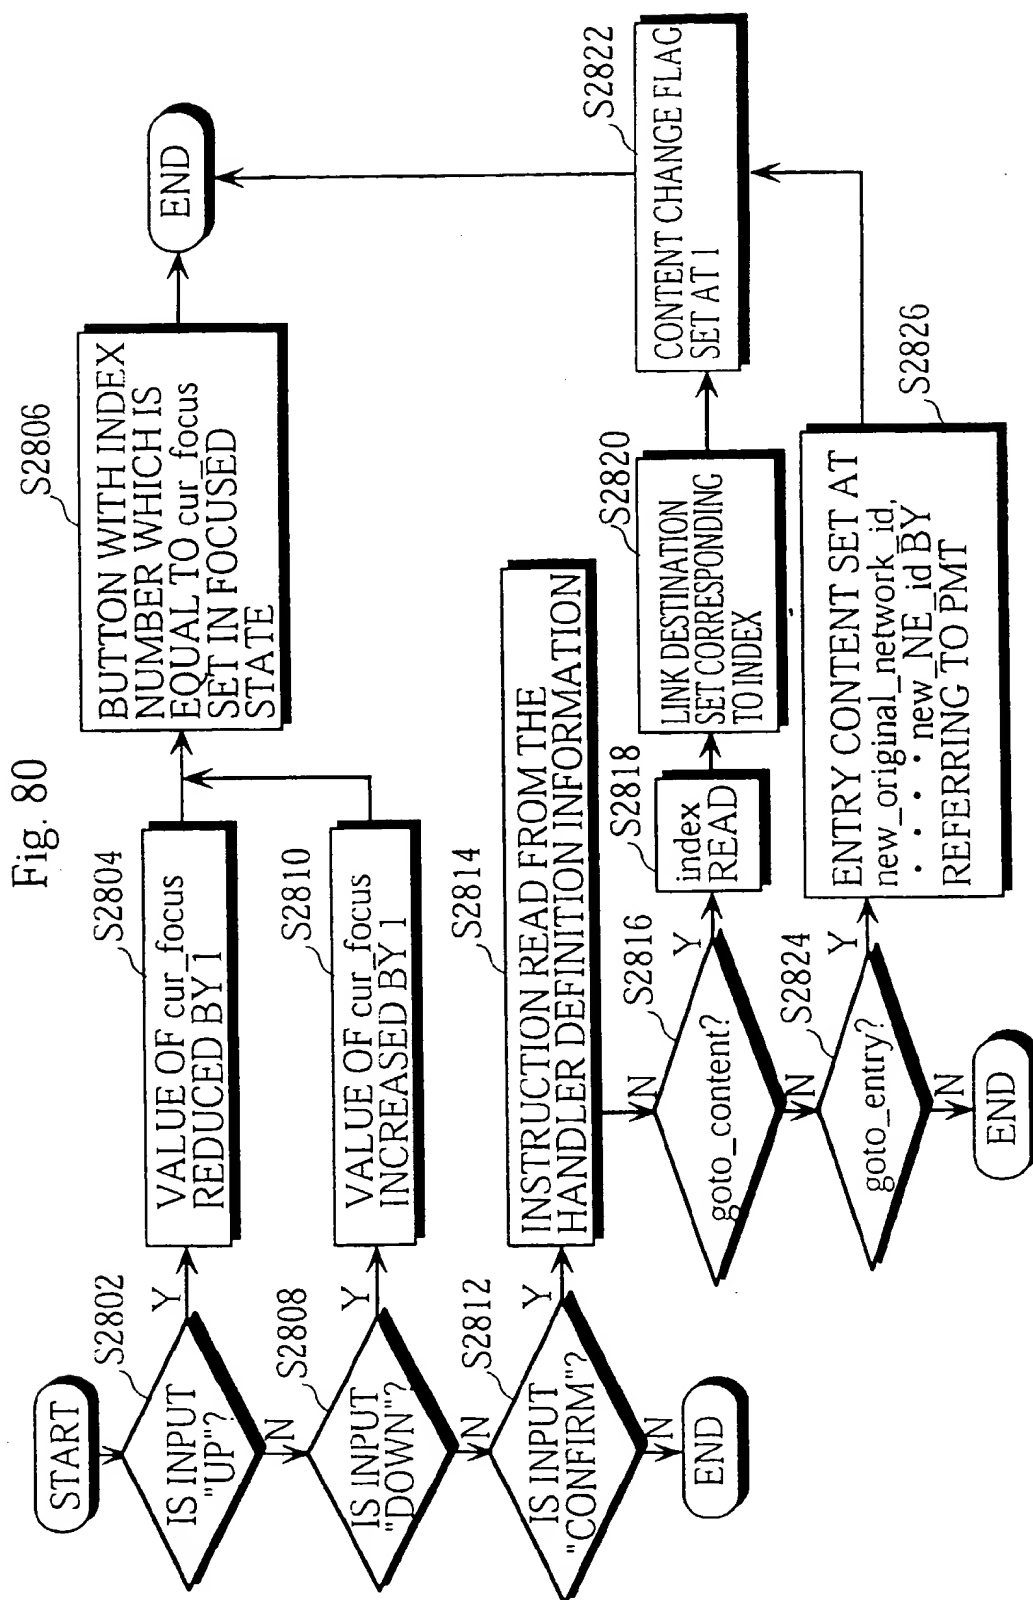 Fig. 80
START
S2802
IS INPUT
"UP"?
Y
N
S2804
VALUE OF cur_focus
REDUCED BY 1
S2806
BUTTON WITH INDEX
NUMBER WHICH IS
EQUAL TO cur_focus
SET IN FOCUSED
STATE
END
S2808
IS INPUT
"DOWN"?
Y
N
S2810
VALUE OF cur_focus
INCREASED BY 1
S2812
IS INPUT
"CONFIRM"?
Y
N
END
S2814
INSTRUCTION READ FROM THE
HANDLER DEFINITION INFORMATION
N
S2816
goto_content?
Y
N
S2818
index
READ
S2820
LINK DESTINATION
SET CORRESPONDING
TO INDEX
S2822
CONTENT CHANGE FLAG
SET AT 1
S2824
goto_entry?
Y
N
END
S2826
ENTRY CONTENT SET AT
new_original_network_id,
· · · · new_NE_id BY
REFERRING TO PMT